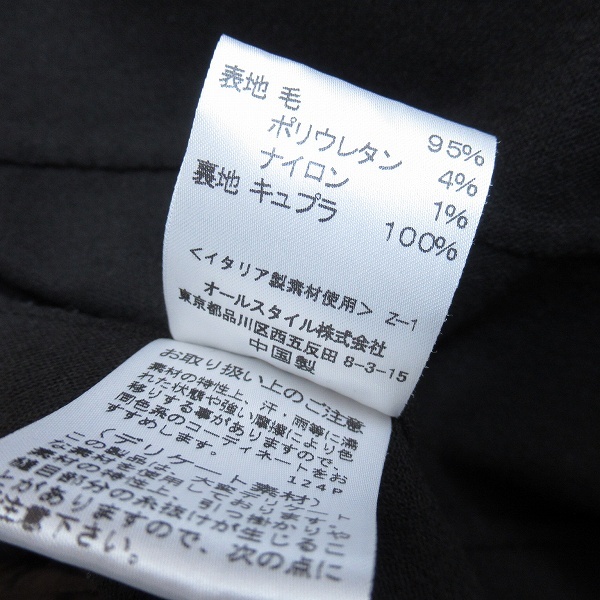 表地 毛 95%
ポリウレタン 4%
ナイロン 1%
裏地 キュプラ 100%
<イタリア製素材使用> Z-1
オールスタイル株式会社
東京都品川区西五反田 8-3-15
中国製
お取り扱い上のご注意
素材の特性上、汗・雨等に濡
れた状態や強い摩擦により色
移りする事がありますので、
同色系のコーディネートをお
すすめします。 124P
(デリケート素材)
この製品は、大変デリケート
な素材を使用しております。
素材の特性上、引っ掛かりや
縫目部分の糸抜けが生じるこ
とがありますので、次の点に
注意下さい。